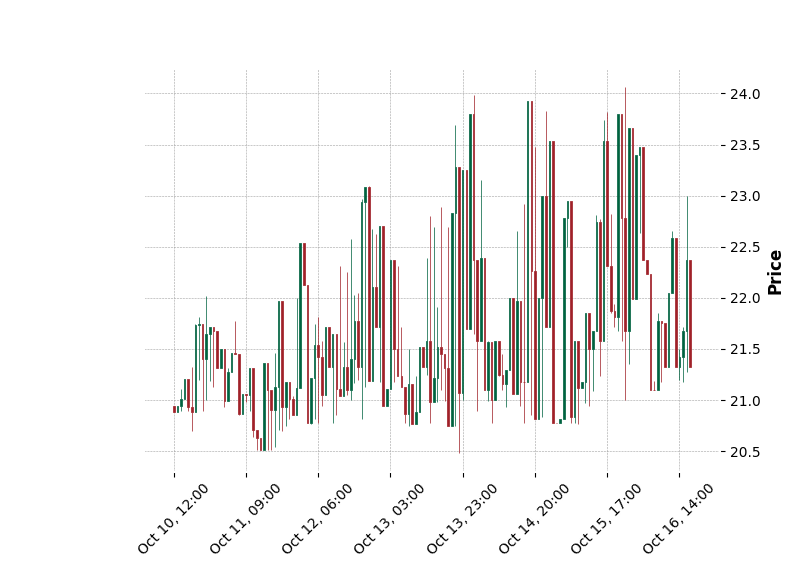 24.0
23.5
23.0
22.5
22.0
21.5
21.0
20.5
Price
Oct 10, 12:00
Oct 11, 09:00
Oct 12, 06:00
Oct 13, 03:00
Oct 13, 23:00
Oct 14, 20:00
Oct 15, 17:00
Oct 16, 14:00